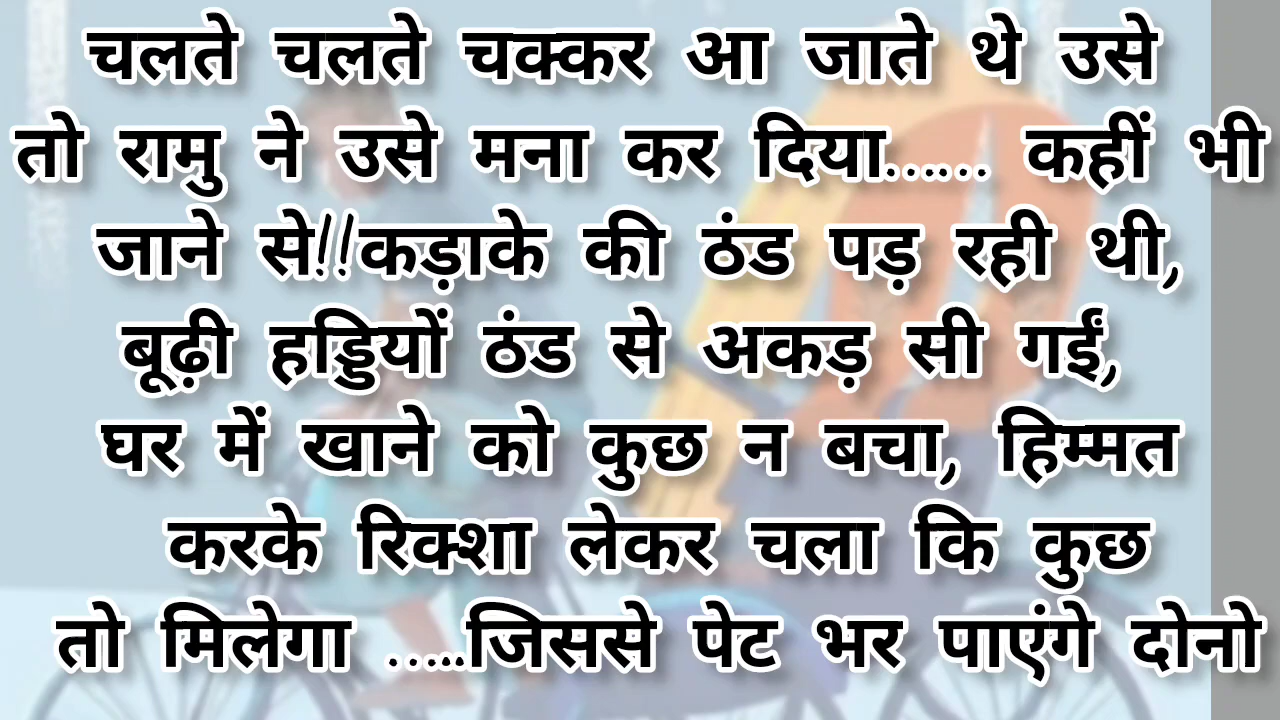 चलते चलते चक्कर आ जाते थे उसे
तो रामु ने उसे मना कर दिया...... कहीं भी
जाने से!!कड़ाके की ठंड पड़ रही थी,
बूढ़ी हड्डियों ठंड से अकड़ सी गईं,
घर में खाने को कुछ न बचा, हिम्मत
करके रिक्शा लेकर चला कि कुछ
तो मिलेगा .....जिससे पेट भर पाएंगे दोनो